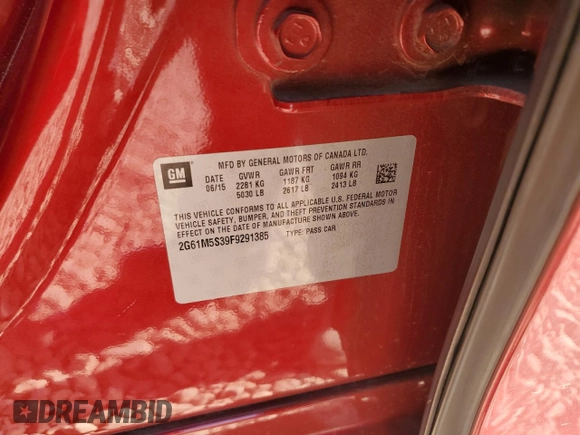 GM
MFD BY GENERAL MOTORS OF CANADA LTD.
DATE GVWR GAWR FRT GAWR RR
06/15 2281 KG 1187 KG 1094 KG
5030 LB 2617 LB 2413 LB
THIS VEHICLE CONFORMS TO ALL APPLICABLE U.S. FEDERAL MOTOR
VEHICLE SAFETY, BUMPER, AND THEFT PREVENTION STANDARDS IN
EFFECT ON THE DATE OF MANUFACTURE SHOWN ABOVE.
2G61M5S39F9291385 TYPE: PASS CAR
DREAMBID